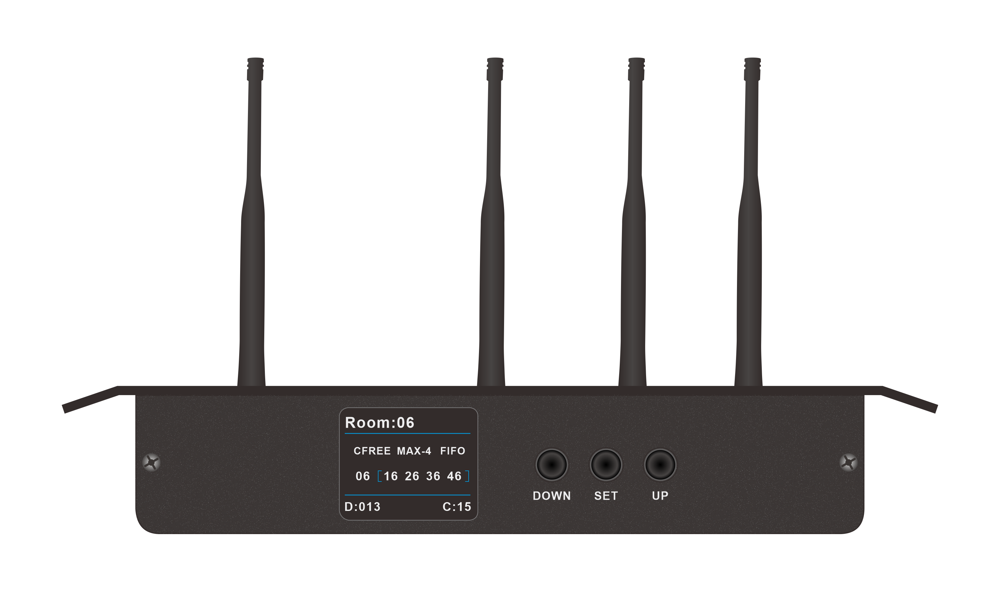 Room:06
CFREE MAX-4 FIFO
06 [16 26 36 46]
D:013 C:15
DOWN SET UP